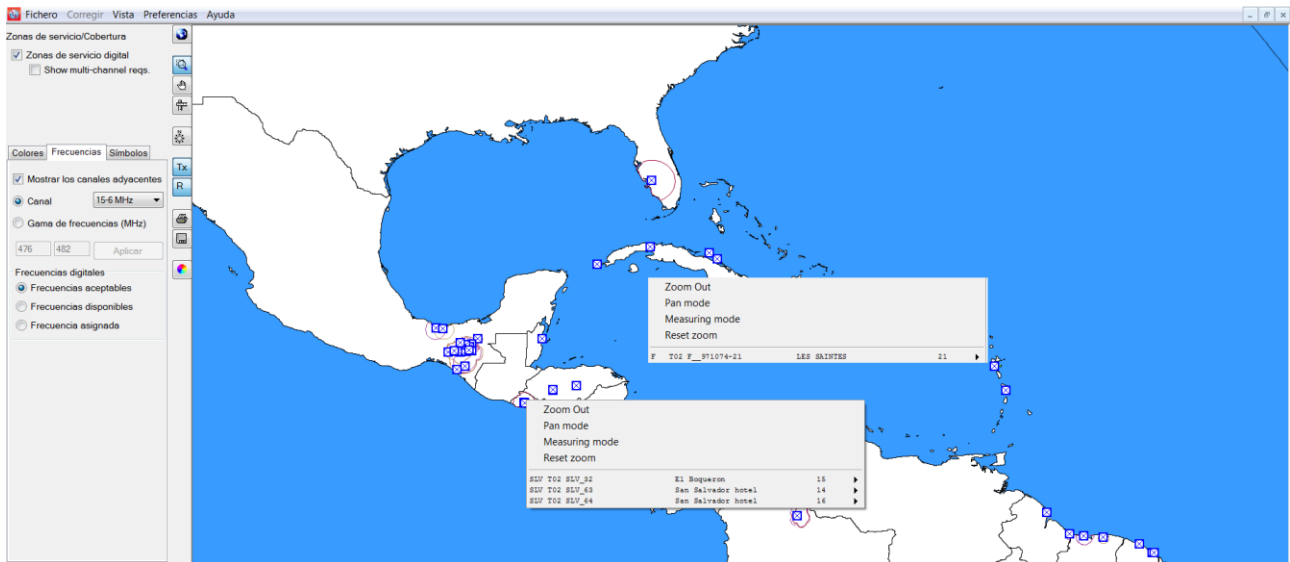 Fichero Corregir Vista Preferencias Ayuda
Zonas de servicio/Cobertura
Zonas de servicio digital
Show multi-channel reqs.
Colores Frecuencias Símbolos
Mostrar los canales adyacentes
Canal 15-6 MHz
Gama de frecuencias (MHz)
476 482 Aplicar
Frecuencias digitales
Frecuencias aceptables
Frecuencias disponibles
Frecuencia asignada
Tx
R
Zoom Out
Pan mode
Measuring mode
Reset zoom
F T02 F__971074-21 LES SAINTES 21
Zoom Out
Pan mode
Measuring mode
Reset zoom
SLV T02 SLV_32 El Boqueron 15
SLV T02 SLV_63 San Salvador hotel 14
SLV T02 SLV_64 San Salvador hotel 16